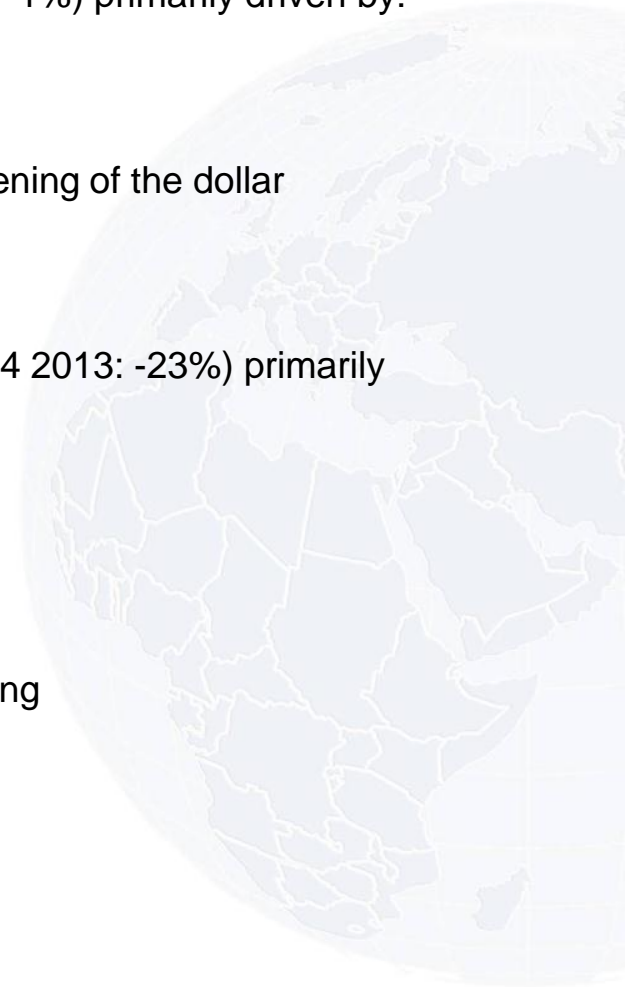 1%) primarily driven by:
ening of the dollar
4 2013: -23%) primarily
ng